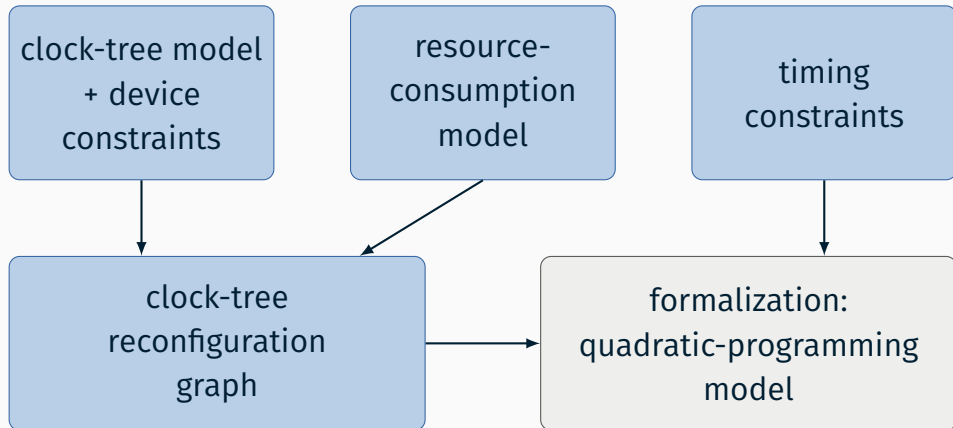 clock-tree model
+ device
constraints
resource-
consumption
model
timing
constraints
clock-tree
reconfiguration
graph
formalization:
quadratic-programming
model